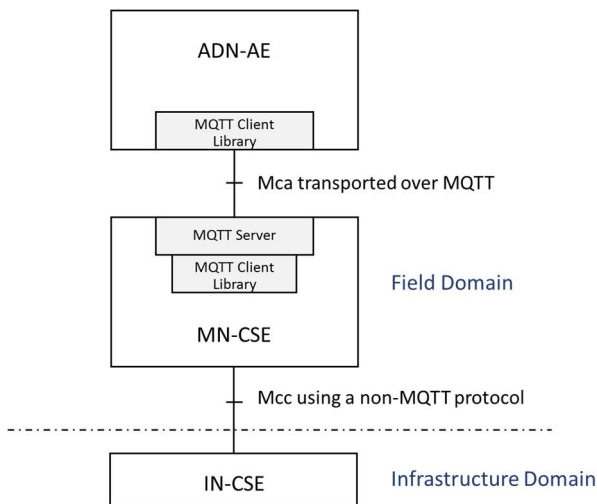 ADN-AE
MQTT Client
Library
Mca transported over MQTT
MQTT Server
MQTT Client
Library
Field Domain
MN-CSE
Mcc using a non-MQTT protocol
Infrastructure Domain
IN-CSE